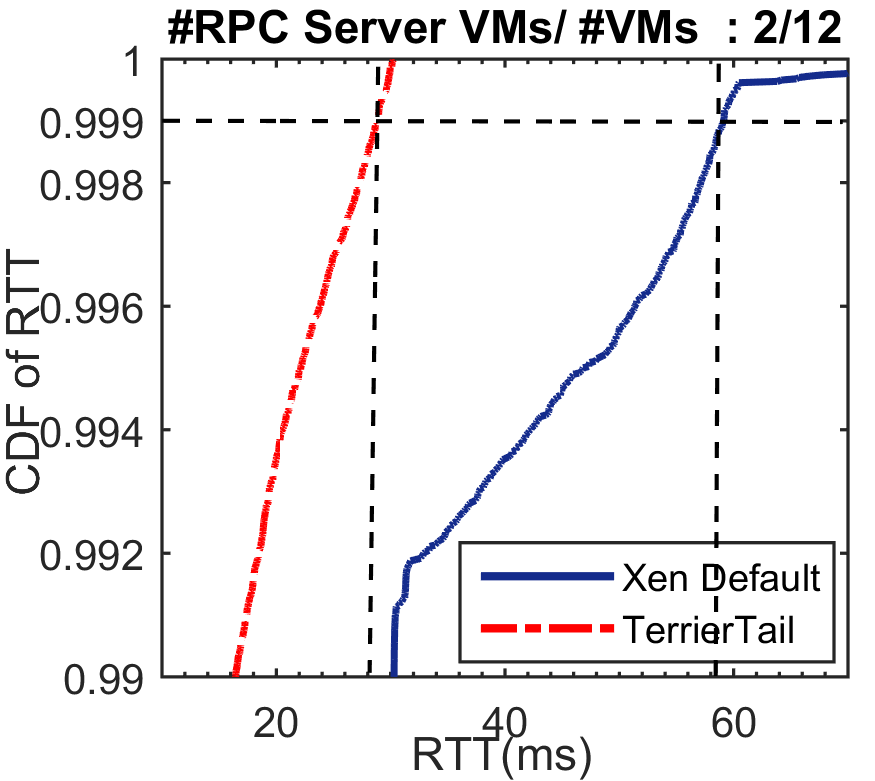 #RPC Server VMs/ #VMs : 2/12
CDF of RTT
1
0.999
0.998
0.996
0.994
0.992
0.99
Xen Default
TerrierTail
20 40 60
RTT(ms)